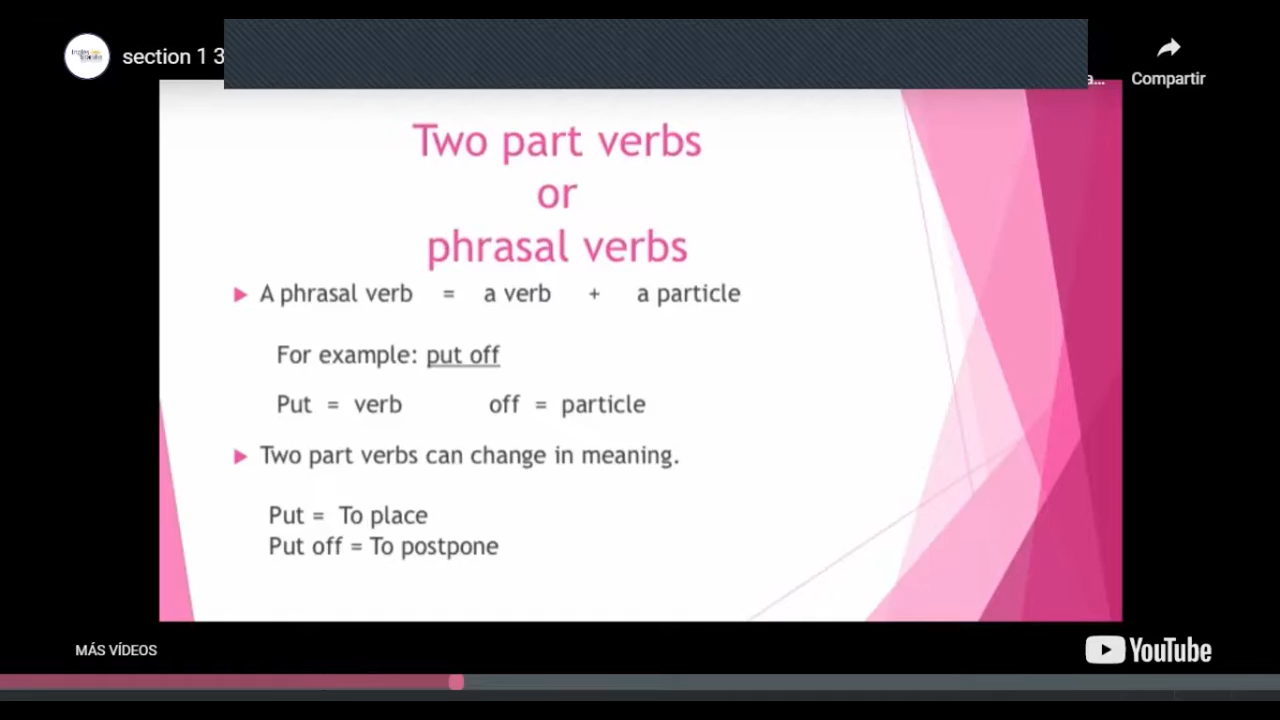 section 1 3
a...
Compartir
Two part verbs
or
phrasal verbs
A phrasal verb = a verb + a particle
For example: put off
Put = verb off = particle
Two part verbs can change in meaning.
Put = To place
Put off = To postpone
MÁS VÍDEOS
YouTube